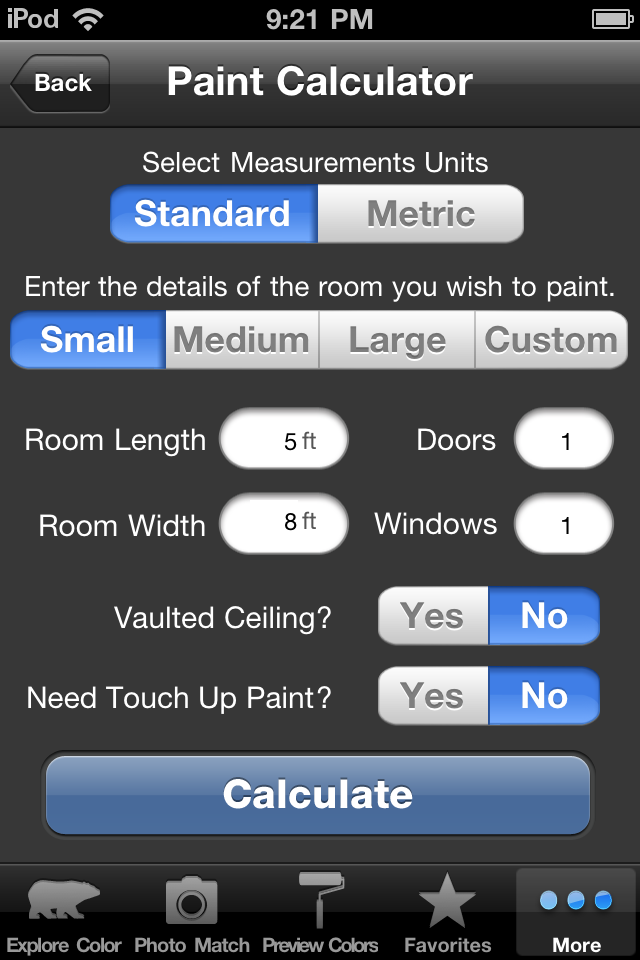 iPod 9:21 PM
Back Paint Calculator
Select Measurements Units
Standard Metric
Enter the details of the room you wish to paint.
Small Medium Large Custom
Room Length 5 ft Doors 1
Room Width 8 ft Windows 1
Vaulted Ceiling? Yes No
Need Touch Up Paint? Yes No
Calculate
Explore Color Photo Match Preview Colors Favorites More